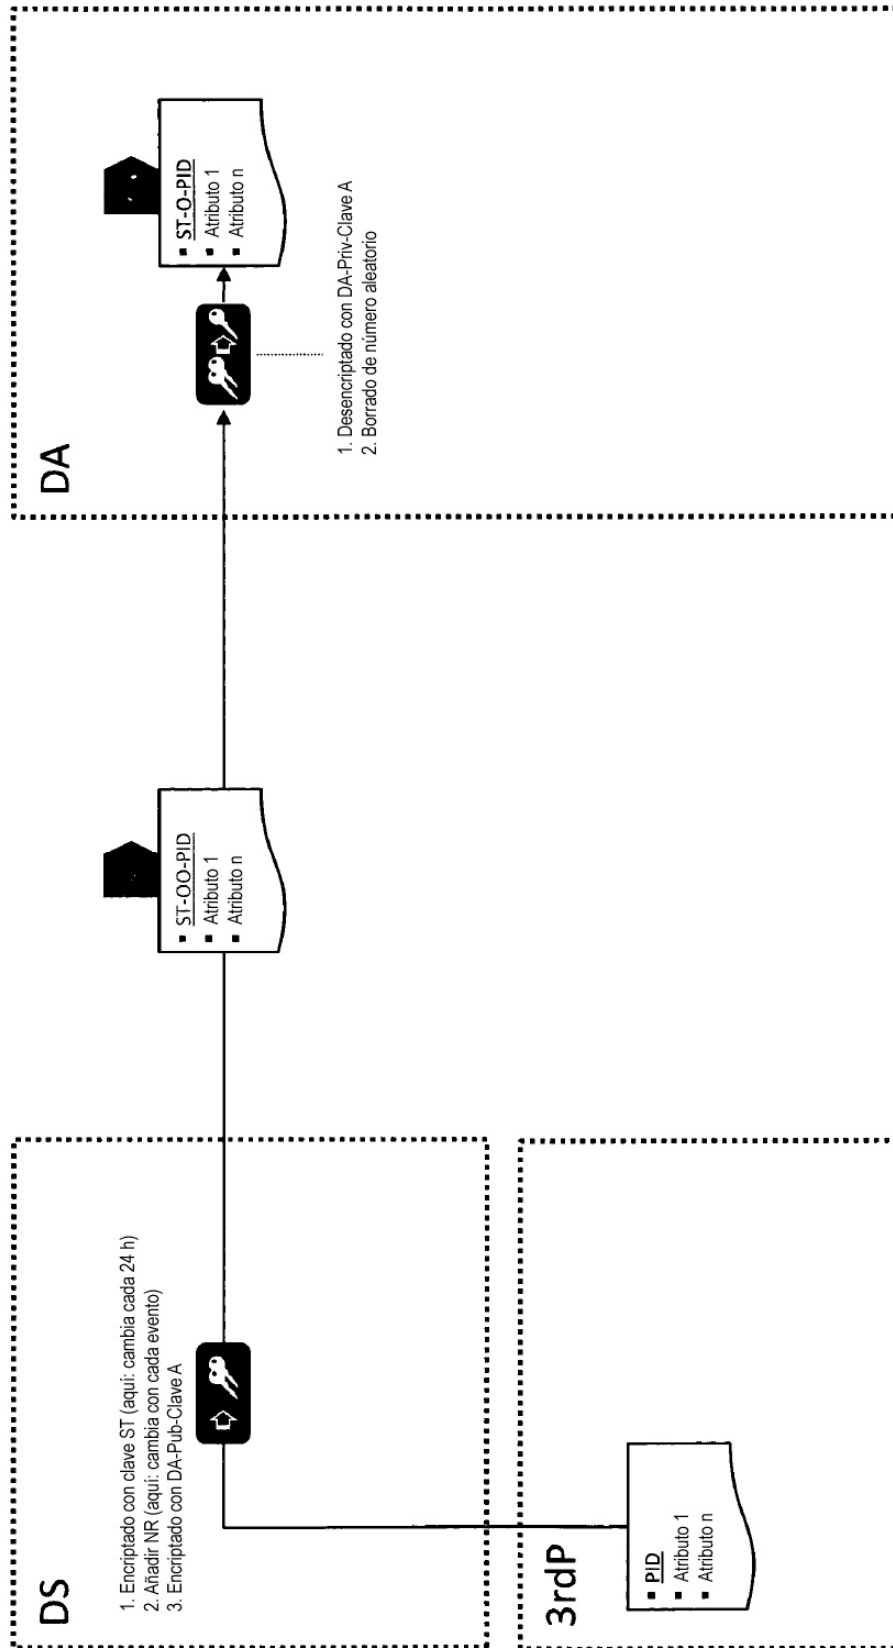 DS
1. Encriptado con clave ST (aquí: cambia cada 24 h)
2. Añadir NR (aquí: cambia con cada evento)
3. Encriptado con DA-Pub-Clave A
3rdP
▪ PID
▪ Atributo 1
▪ Atributo n
▪ ST-OO-PID
▪ Atributo 1
▪ Atributo n
DA
▪ ST-O-PID
▪ Atributo 1
▪ Atributo n
1. Desencriptado con DA-Priv-Clave A
2. Borrado de número aleatorio